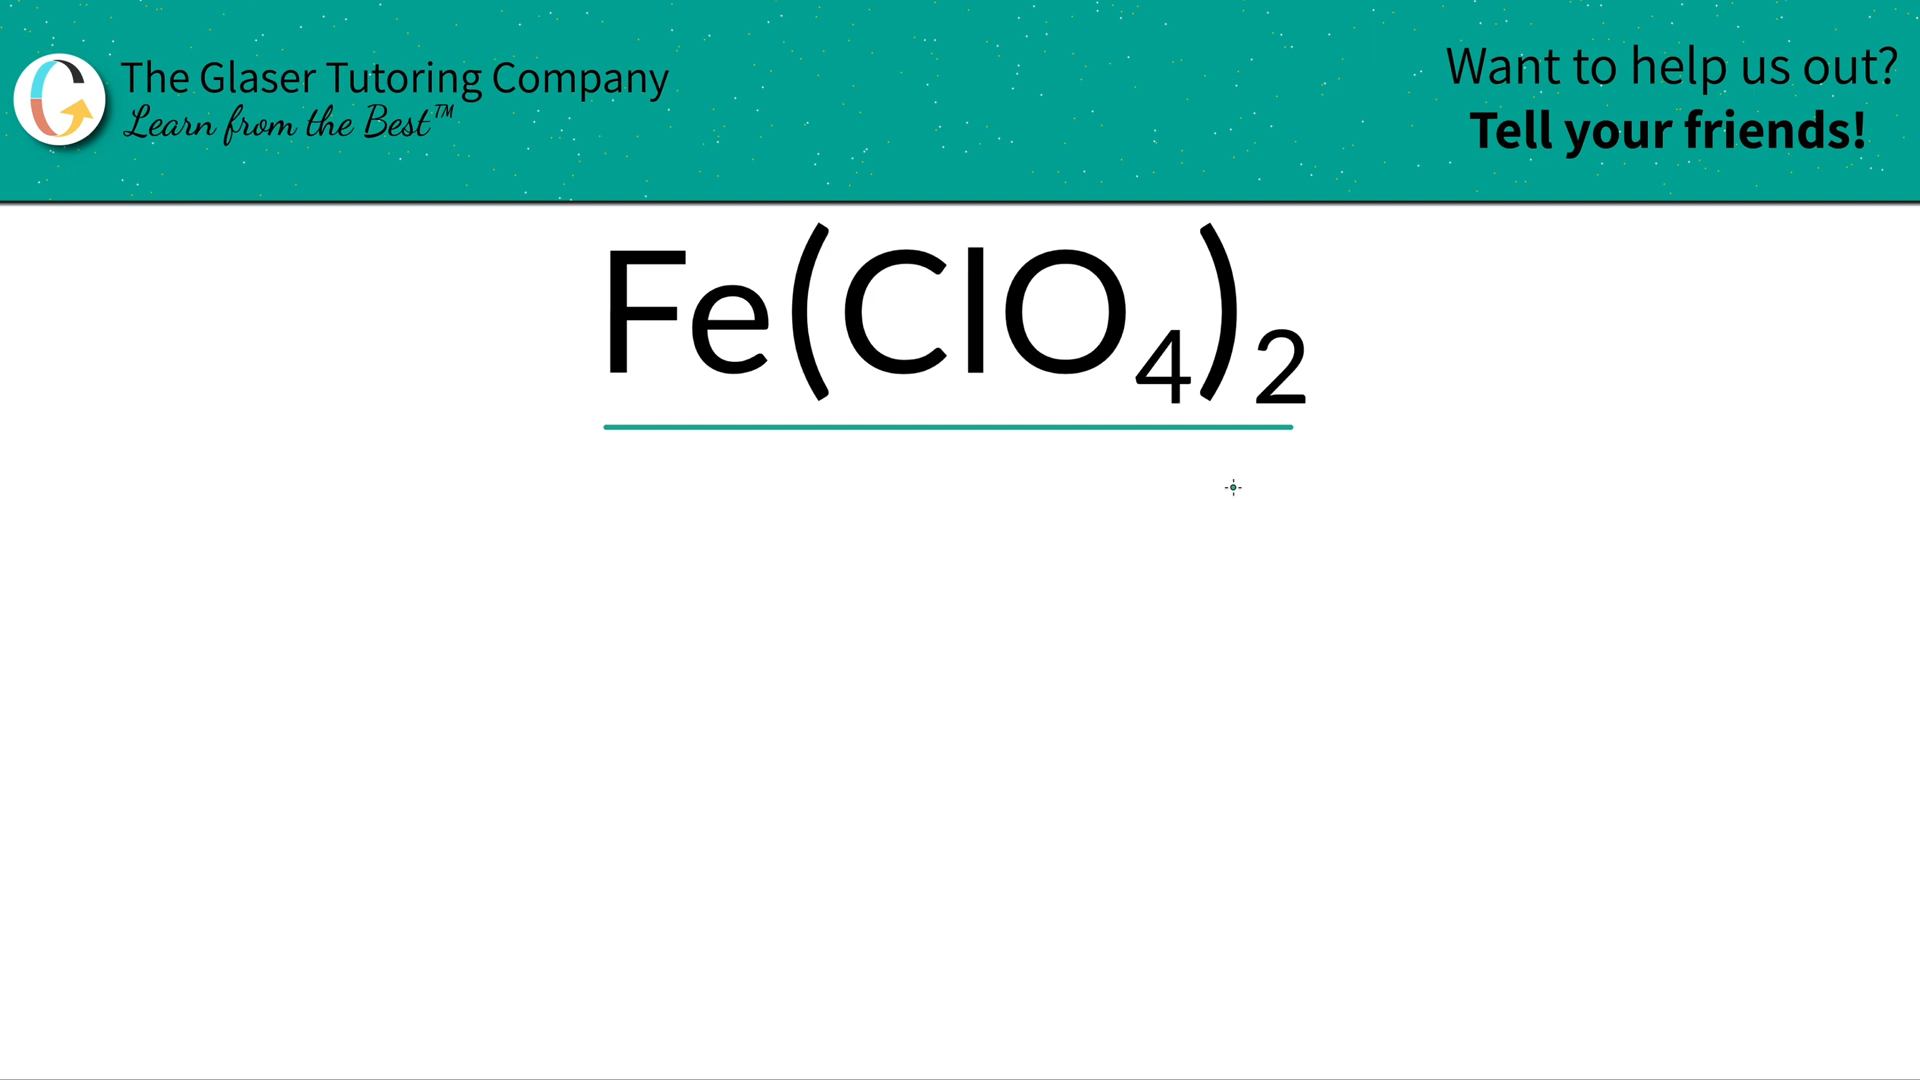 The Glaser Tutoring Company
Learn from the Best™
Want to help us out?
Tell your friends!
Fe(ClO₄)₂